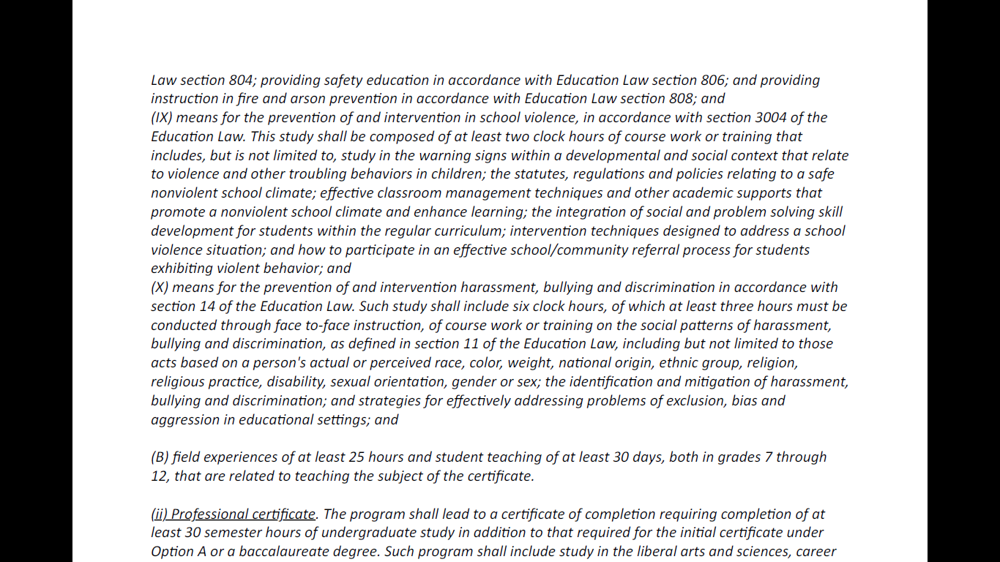 Law section 804; providing safety education in accordance with Education Law section 806; and providing
instruction in fire and arson prevention in accordance with Education Law section 808; and
(IX) means for the prevention of and intervention in school violence, in accordance with section 3004 of the
Education Law. This study shall be composed of at least two clock hours of course work or training that
includes, but is not limited to, study in the warning signs within a developmental and social context that relate
to violence and other troubling behaviors in children; the statutes, regulations and policies relating to a safe
nonviolent school climate; effective classroom management techniques and other academic supports that
promote a nonviolent school climate and enhance learning; the integration of social and problem solving skill
development for students within the regular curriculum; intervention techniques designed to address a school
violence situation; and how to participate in an effective school/community referral process for students
exhibiting violent behavior; and
(X) means for the prevention of and intervention harassment, bullying and discrimination in accordance with
section 14 of the Education Law. Such study shall include six clock hours, of which at least three hours must be
conducted through face to-face instruction, of course work or training on the social patterns of harassment,
bullying and discrimination, as defined in section 11 of the Education Law, including but not limited to those
acts based on a person's actual or perceived race, color, weight, national origin, ethnic group, religion,
religious practice, disability, sexual orientation, gender or sex; the identification and mitigation of harassment,
bullying and discrimination; and strategies for effectively addressing problems of exclusion, bias and
aggression in educational settings; and
(B) field experiences of at least 25 hours and student teaching of at least 30 days, both in grades 7 through
12, that are related to teaching the subject of the certificate.
(ii) Professional certificate. The program shall lead to a certificate of completion requiring completion of at
least 30 semester hours of undergraduate study in addition to that required for the initial certificate under
Option A or a baccalaureate degree. Such program shall include study in the liberal arts and sciences, career